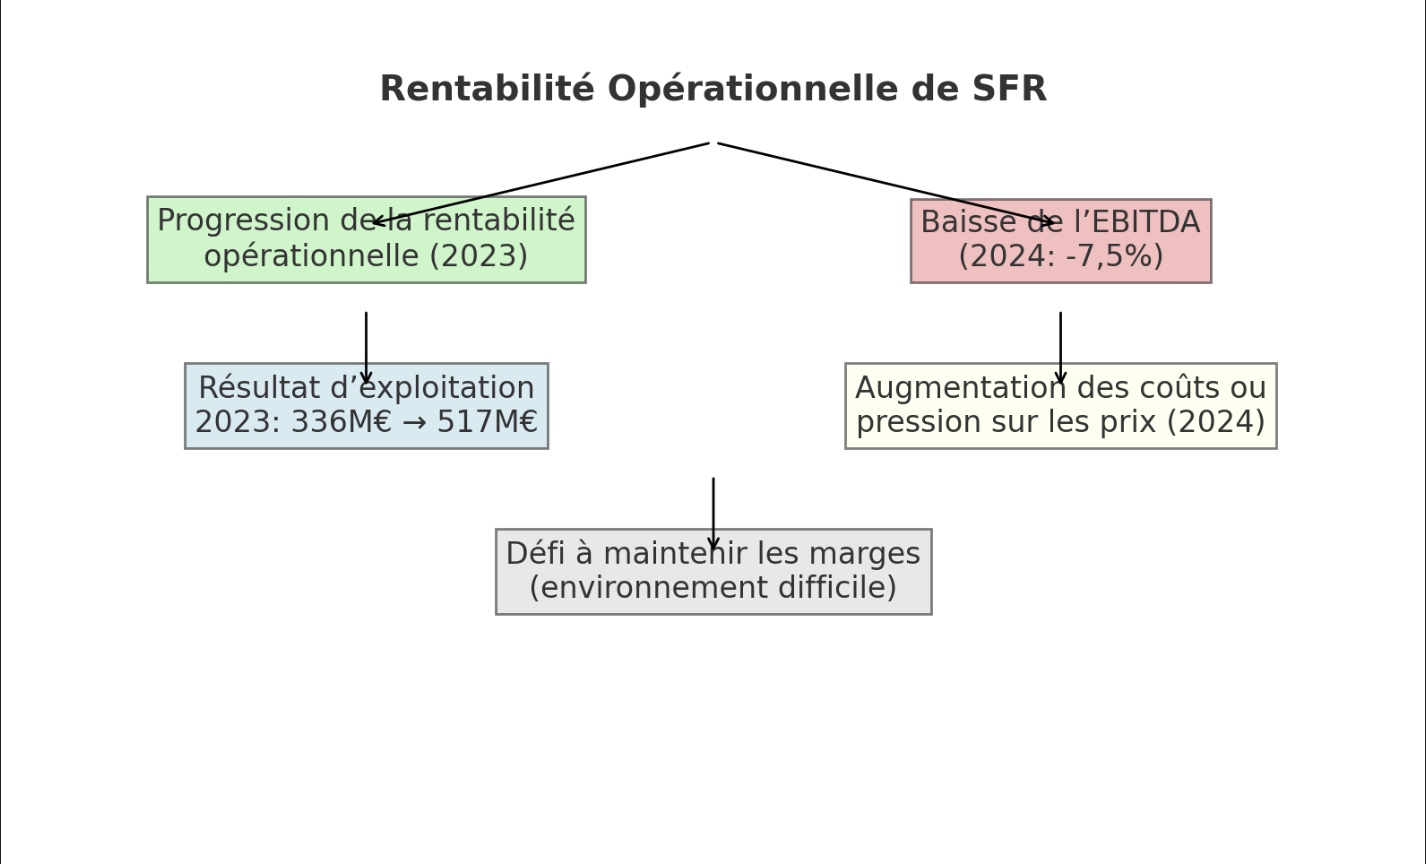 Rentabilité Opérationnelle de SFR
Progression de la rentabilité
opérationnelle (2023)
Baisse de l’EBITDA
(2024: -7,5%)
Résultat d’exploitation
2023: 336M€ → 517M€
Augmentation des coûts ou
pression sur les prix (2024)
Défi à maintenir les marges
(environnement difficile)